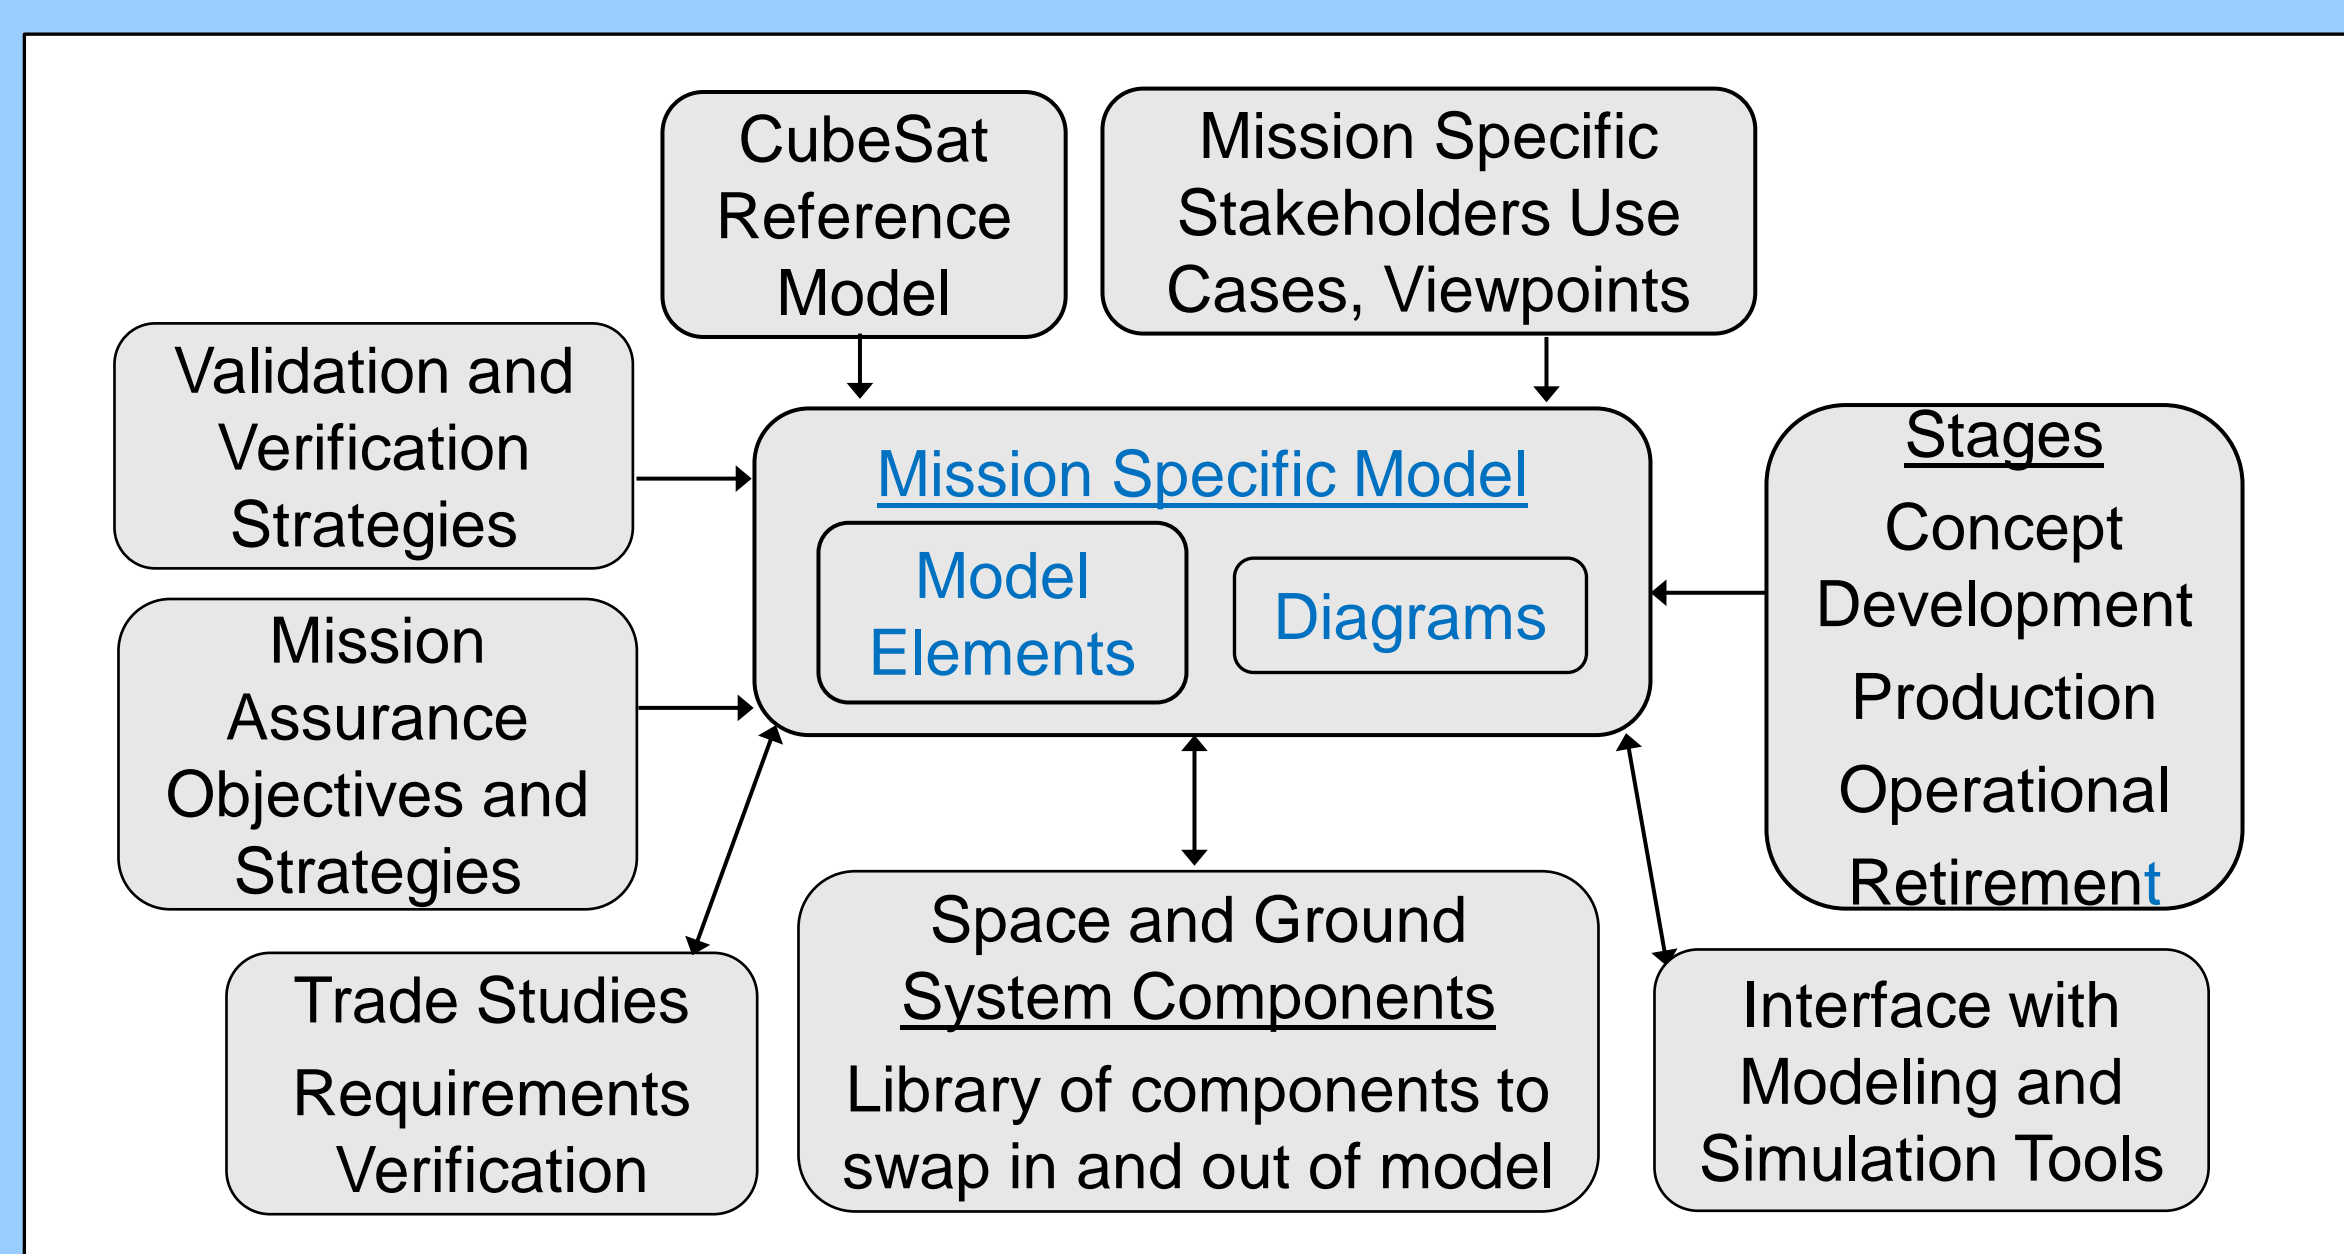 CubeSat
Reference
Model
Mission Specific
Stakeholders Use
Cases, Viewpoints
Validation and
Verification
Strategies
Mission Specific Model
Model
Elements
Diagrams
Stages
Concept
Development
Production
Operational
Retirement
Mission
Assurance
Objectives and
Strategies
Trade Studies
Requirements
Verification
Space and Ground
System Components
Library of components to
swap in and out of model
Interface with
Modeling and
Simulation Tools